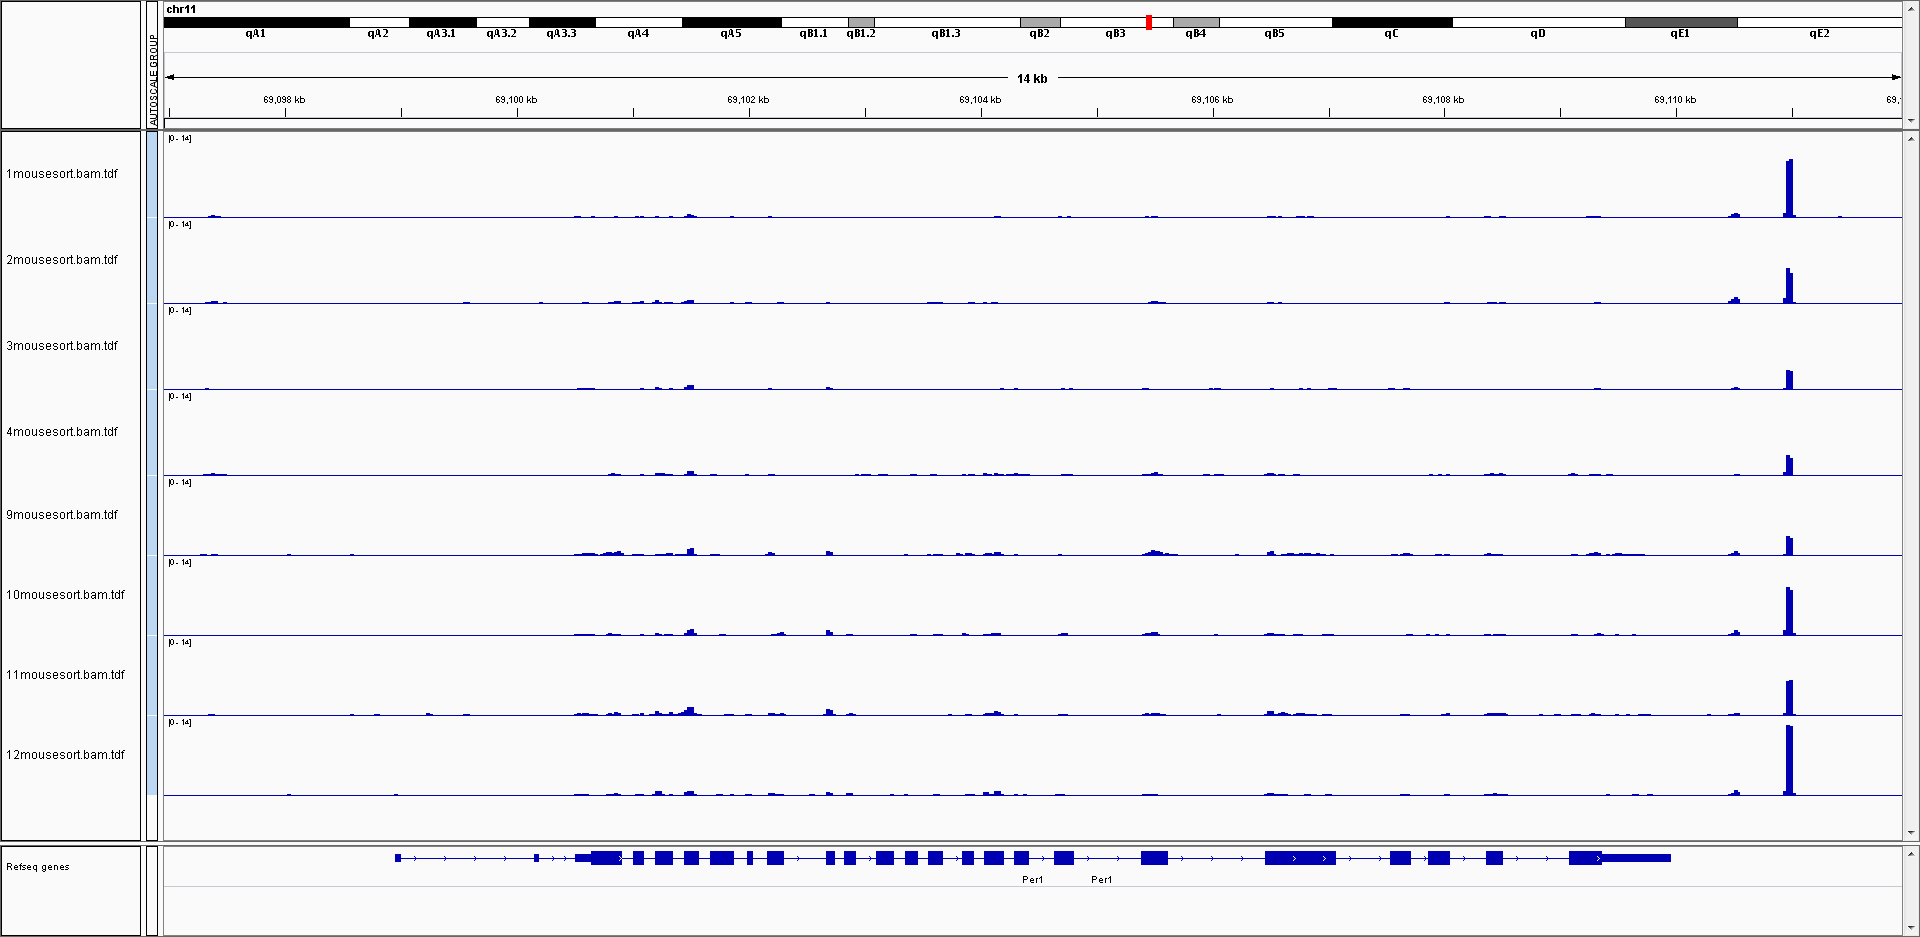 chr11
qA1 qA2 qA3.1 qA3.2 qA3.3 qA4 qA5 qB1.1 qB1.2 qB1.3 qB2 qB3 qB4 qB5 qC qD qE1 qE2
14 kb
69,098 kb 69,100 kb 69,102 kb 69,104 kb 69,106 kb 69,108 kb 69,110 kb 69,
AUTOSCALE GROUP
[0 - 14]
1mousesort.bam.tdf
[0 - 14]
2mousesort.bam.tdf
[0 - 14]
3mousesort.bam.tdf
[0 - 14]
4mousesort.bam.tdf
[0 - 14]
9mousesort.bam.tdf
[0 - 14]
10mousesort.bam.tdf
[0 - 14]
11mousesort.bam.tdf
[0 - 14]
12mousesort.bam.tdf
Refseq genes
Per1 Per1